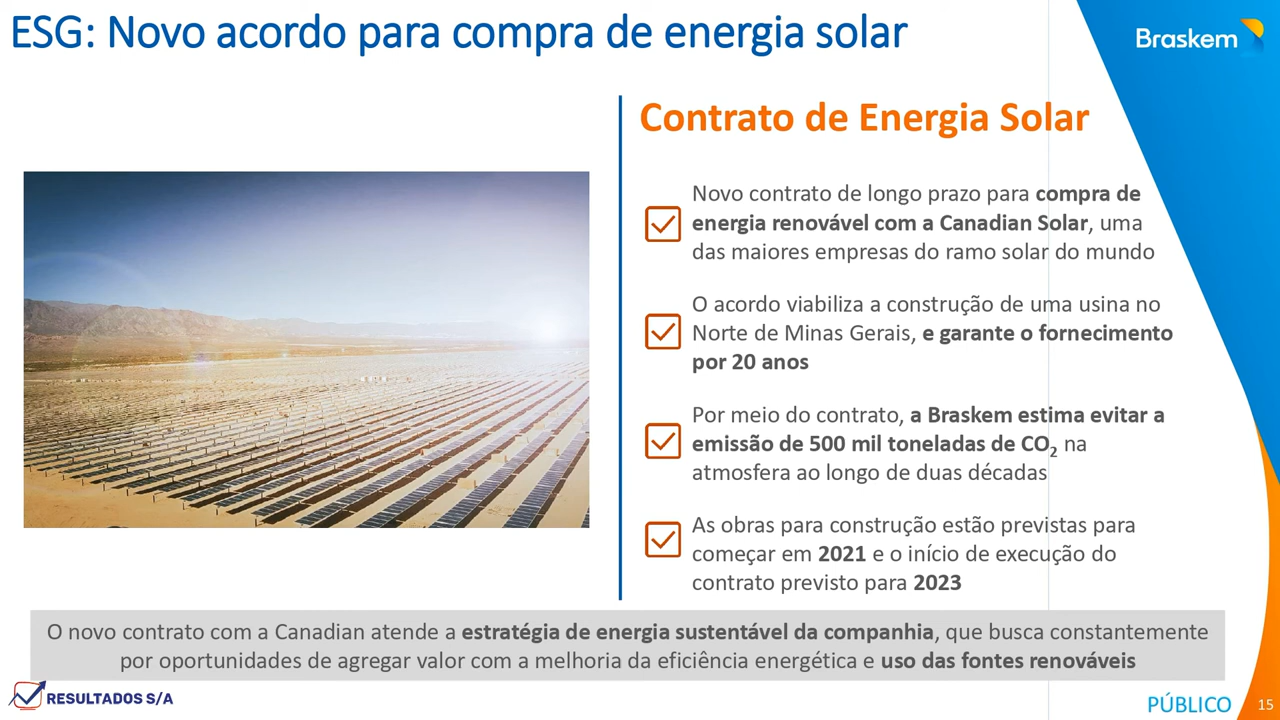 ESG: Novo acordo para compra de energia solar
Braskem
Contrato de Energia Solar
Novo contrato de longo prazo para compra de
energia renovável com a Canadian Solar, uma
das maiores empresas do ramo solar do mundo
O acordo viabiliza a construção de uma usina no
Norte de Minas Gerais, e garante o fornecimento
por 20 anos
Por meio do contrato, a Braskem estima evitar a
emissão de 500 mil toneladas de CO₂ na
atmosfera ao longo de duas décadas
As obras para construção estão previstas para
começar em 2021 e o início de execução do
contrato previsto para 2023
O novo contrato com a Canadian atende a estratégia de energia sustentável da companhia, que busca constantemente
por oportunidades de agregar valor com a melhoria da eficiência energética e uso das fontes renováveis
RESULTADOS S/A
PÚBLICO
15